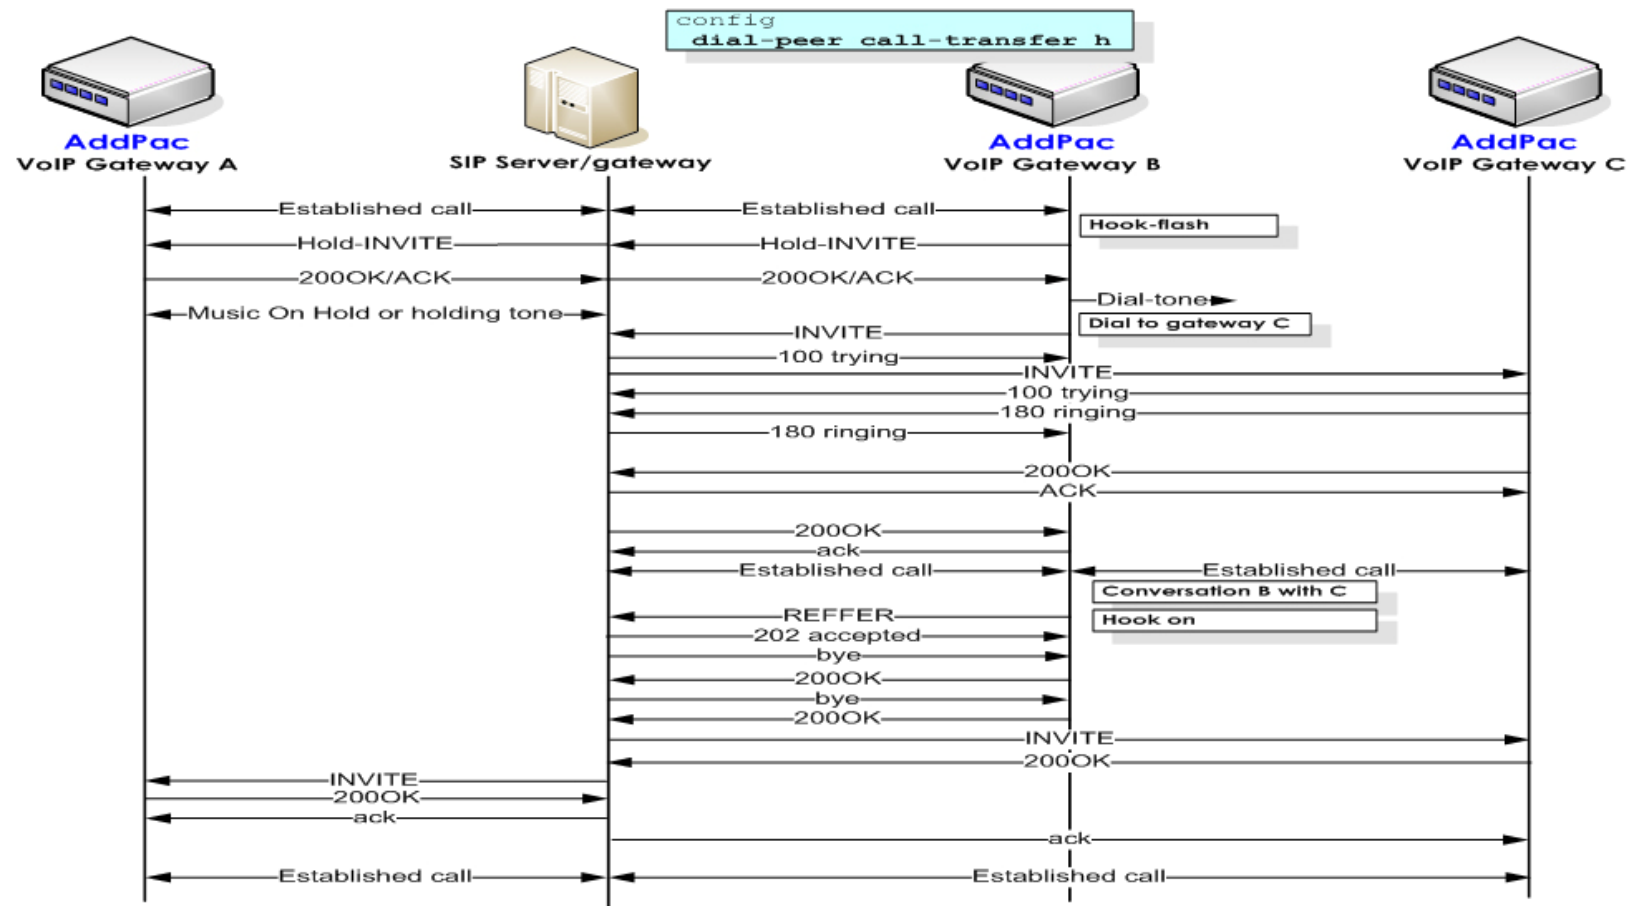 config
dial-peer call-transfer h
AddPac
VoIP Gateway A
SIP Server/gateway
AddPac
VoIP Gateway B
AddPac
VoIP Gateway C
Established call
Established call
Hook-flash
Hold-INVITE
Hold-INVITE
200OK/ACK
200OK/ACK
Dial-tone
Music On Hold or holding tone
Dial to gateway C
INVITE
100 trying
INVITE
100 trying
180 ringing
180 ringing
200OK
ACK
200OK
ack
Established call
Established call
Conversation B with C
REFFER
Hook on
202 accepted
bye
200OK
bye
200OK
INVITE
200OK
INVITE
200OK
ack
ack
Established call
Established call